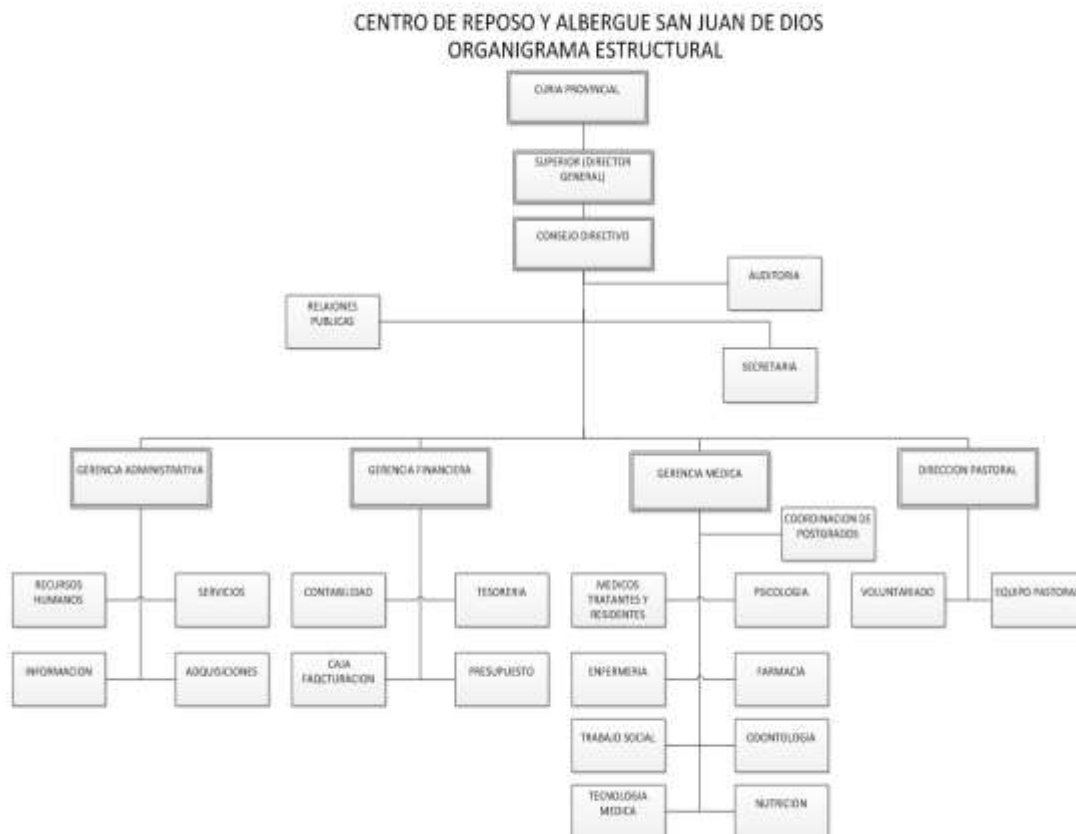 CENTRO DE REPOSO Y ALBERGUE SAN JUAN DE DIOS
ORGANIGRAMA ESTRUCTURAL
CURIA PROVINCIAL
SUPERIOR (DIRECTOR
GENERAL)
CONSEJO DIRECTIVO
AUDITORIA
RELAIONES
PUBLICAS
SECRETARIA
GERENCIA ADMINISTRATIVA
GERENCIA FINANCIERA
GERENCIA MEDICA
DIRECCION PASTORAL
COORDINACION DE
POSTGRADOS
RECURSOS
HUMANOS
SERVICIOS
CONTABILIDAD
TESORERIA
MEDICOS
TRATANTES Y
RESIDENTES
PSICOLOGIA
VOLUNTARIADO
EQUIPO PASTORAL
INFORMACION
ADQUISICIONES
CAJA
FAQCTURACION
PRESUPUESTO
ENFERMERIA
FARMACIA
TRABAJO SOCIAL
ODONTOLOGIA
TECNOLOGIA
MEDICA
NUTRICION